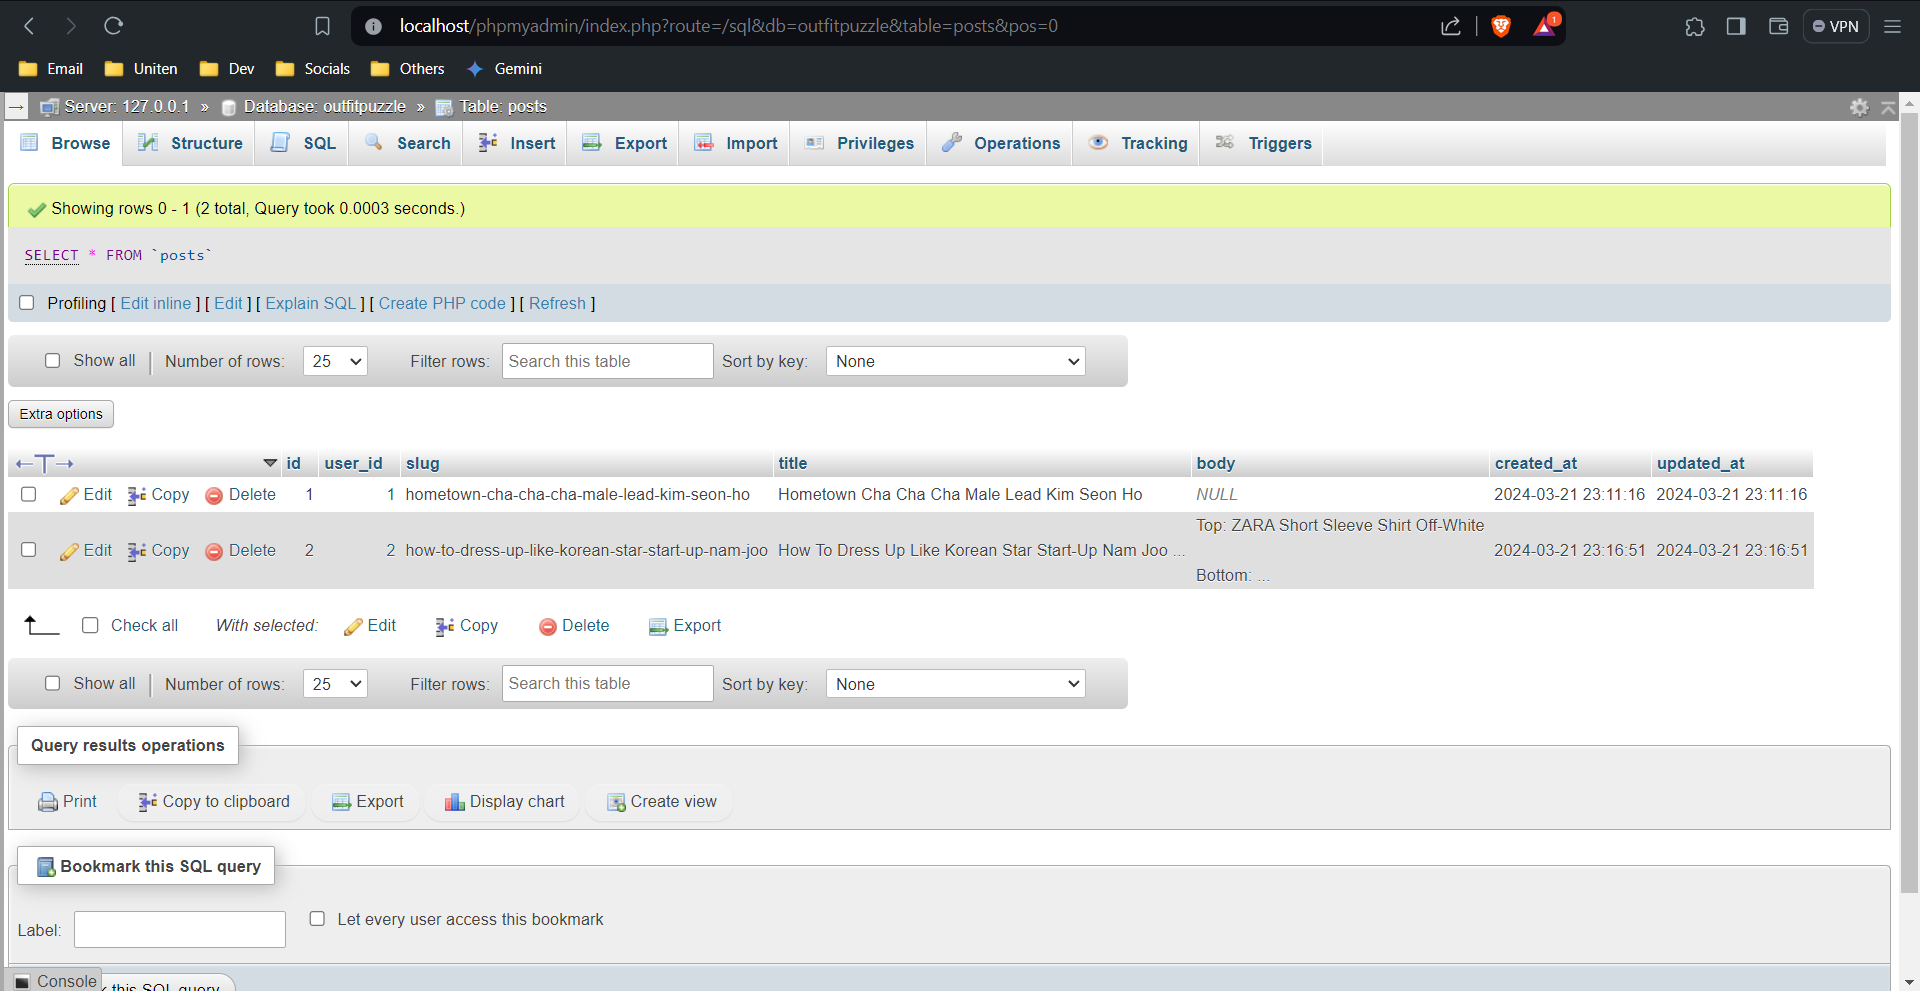 localhost/phpmyadmin/index.php?route=/sql&db=outfitpuzzle&table=posts&pos=0
1
VPN
Email Uniten Dev Socials Others Gemini
Server: 127.0.0.1 » Database: outfitpuzzle » Table: posts
Browse Structure SQL Search Insert Export Import Privileges Operations Tracking Triggers
Showing rows 0 - 1 (2 total, Query took 0.0003 seconds.)
SELECT * FROM `posts`
Profiling [ Edit inline ] [ Edit ] [ Explain SQL ] [ Create PHP code ] [ Refresh ]
Show all Number of rows: 25 Filter rows: Search this table Sort by key: None
Extra options
id user_id slug title body created_at updated_at
Edit Copy Delete 1 1 hometown-cha-cha-cha-male-lead-kim-seon-ho Hometown Cha Cha Cha Male Lead Kim Seon Ho NULL 2024-03-21 23:11:16 2024-03-21 23:11:16
Top: ZARA Short Sleeve Shirt Off-White
Edit Copy Delete 2 2 how-to-dress-up-like-korean-star-start-up-nam-joo How To Dress Up Like Korean Star Start-Up Nam Joo ... 2024-03-21 23:16:51 2024-03-21 23:16:51
Bottom: ...
Check all With selected: Edit Copy Delete Export
Show all Number of rows: 25 Filter rows: Search this table Sort by key: None
Query results operations
Print Copy to clipboard Export Display chart Create view
Bookmark this SQL query
Label: Let every user access this bookmark
Console this SQL query